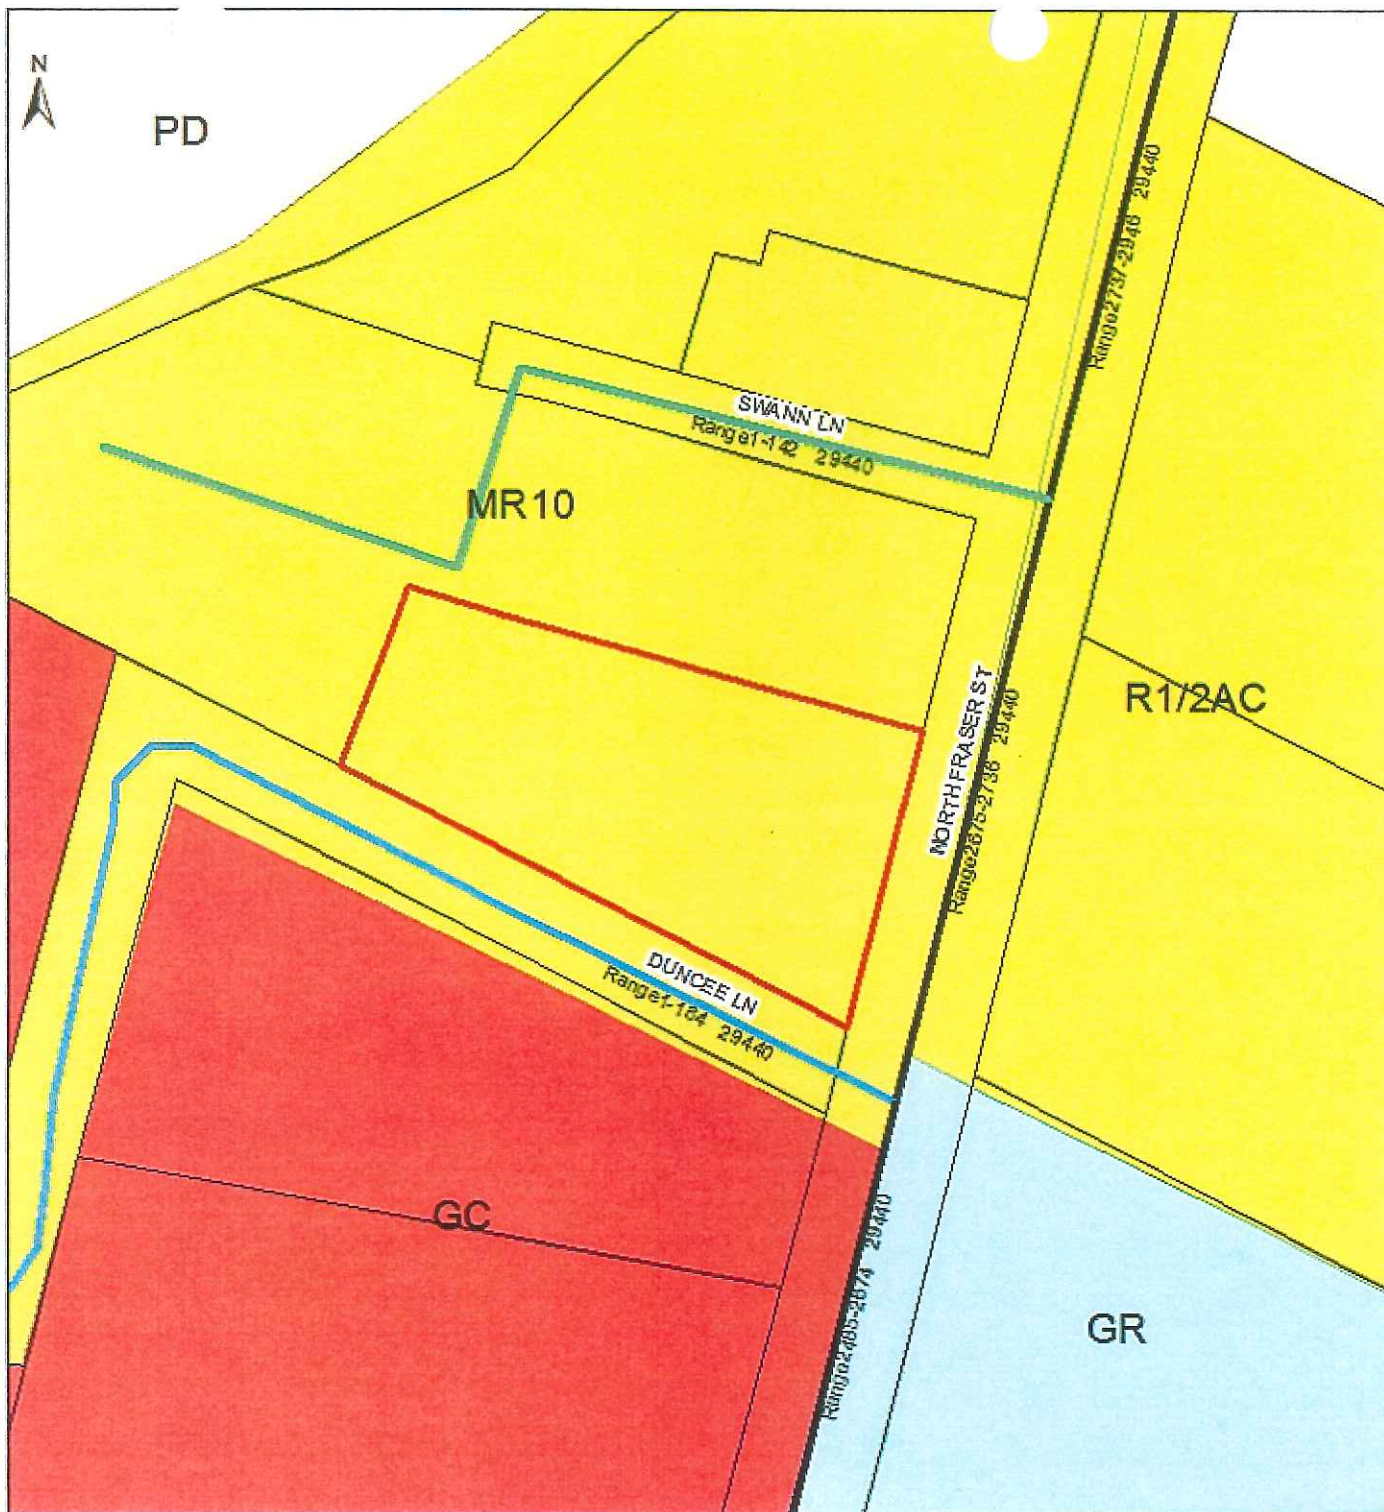 N
PD
Range2737-2946 29440
SWANN LN
Range1-142 29440
MR10
R1/2AC
NORTH FRASER ST
Range2675-2736 29440
DUNCEE LN
Range1-184 29440
GC
Range2485-2674 29440
GR